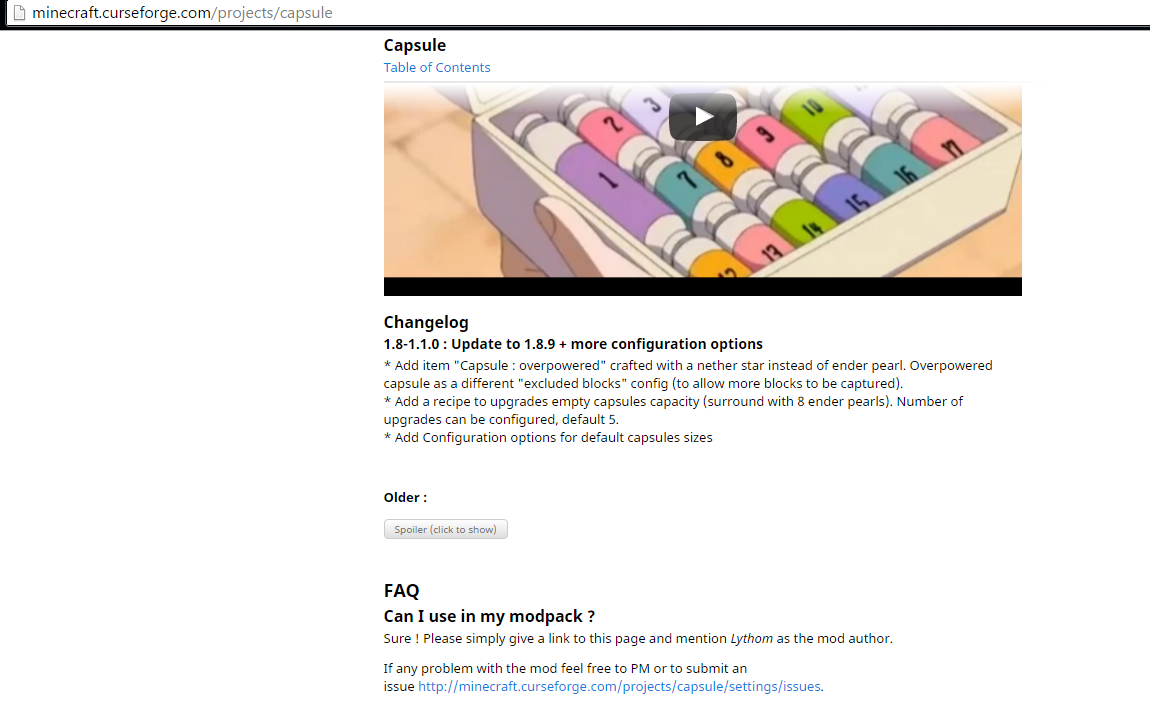 minecraft.curseforge.com/projects/capsule
Capsule
Table of Contents
3
10
2
9
17
8
16
1
7
15
14
13
12
Changelog
1.8-1.1.0 : Update to 1.8.9 + more configuration options
* Add item "Capsule : overpowered" crafted with a nether star instead of ender pearl. Overpowered
capsule as a different "excluded blocks" config (to allow more blocks to be captured).
* Add a recipe to upgrades empty capsules capacity (surround with 8 ender pearls). Number of
upgrades can be configured, default 5.
* Add Configuration options for default capsules sizes
Older :
Spoiler (click to show)
FAQ
Can I use in my modpack ?
Sure ! Please simply give a link to this page and mention Lythom as the mod author.
If any problem with the mod feel free to PM or to submit an
issue http://minecraft.curseforge.com/projects/capsule/settings/issues.